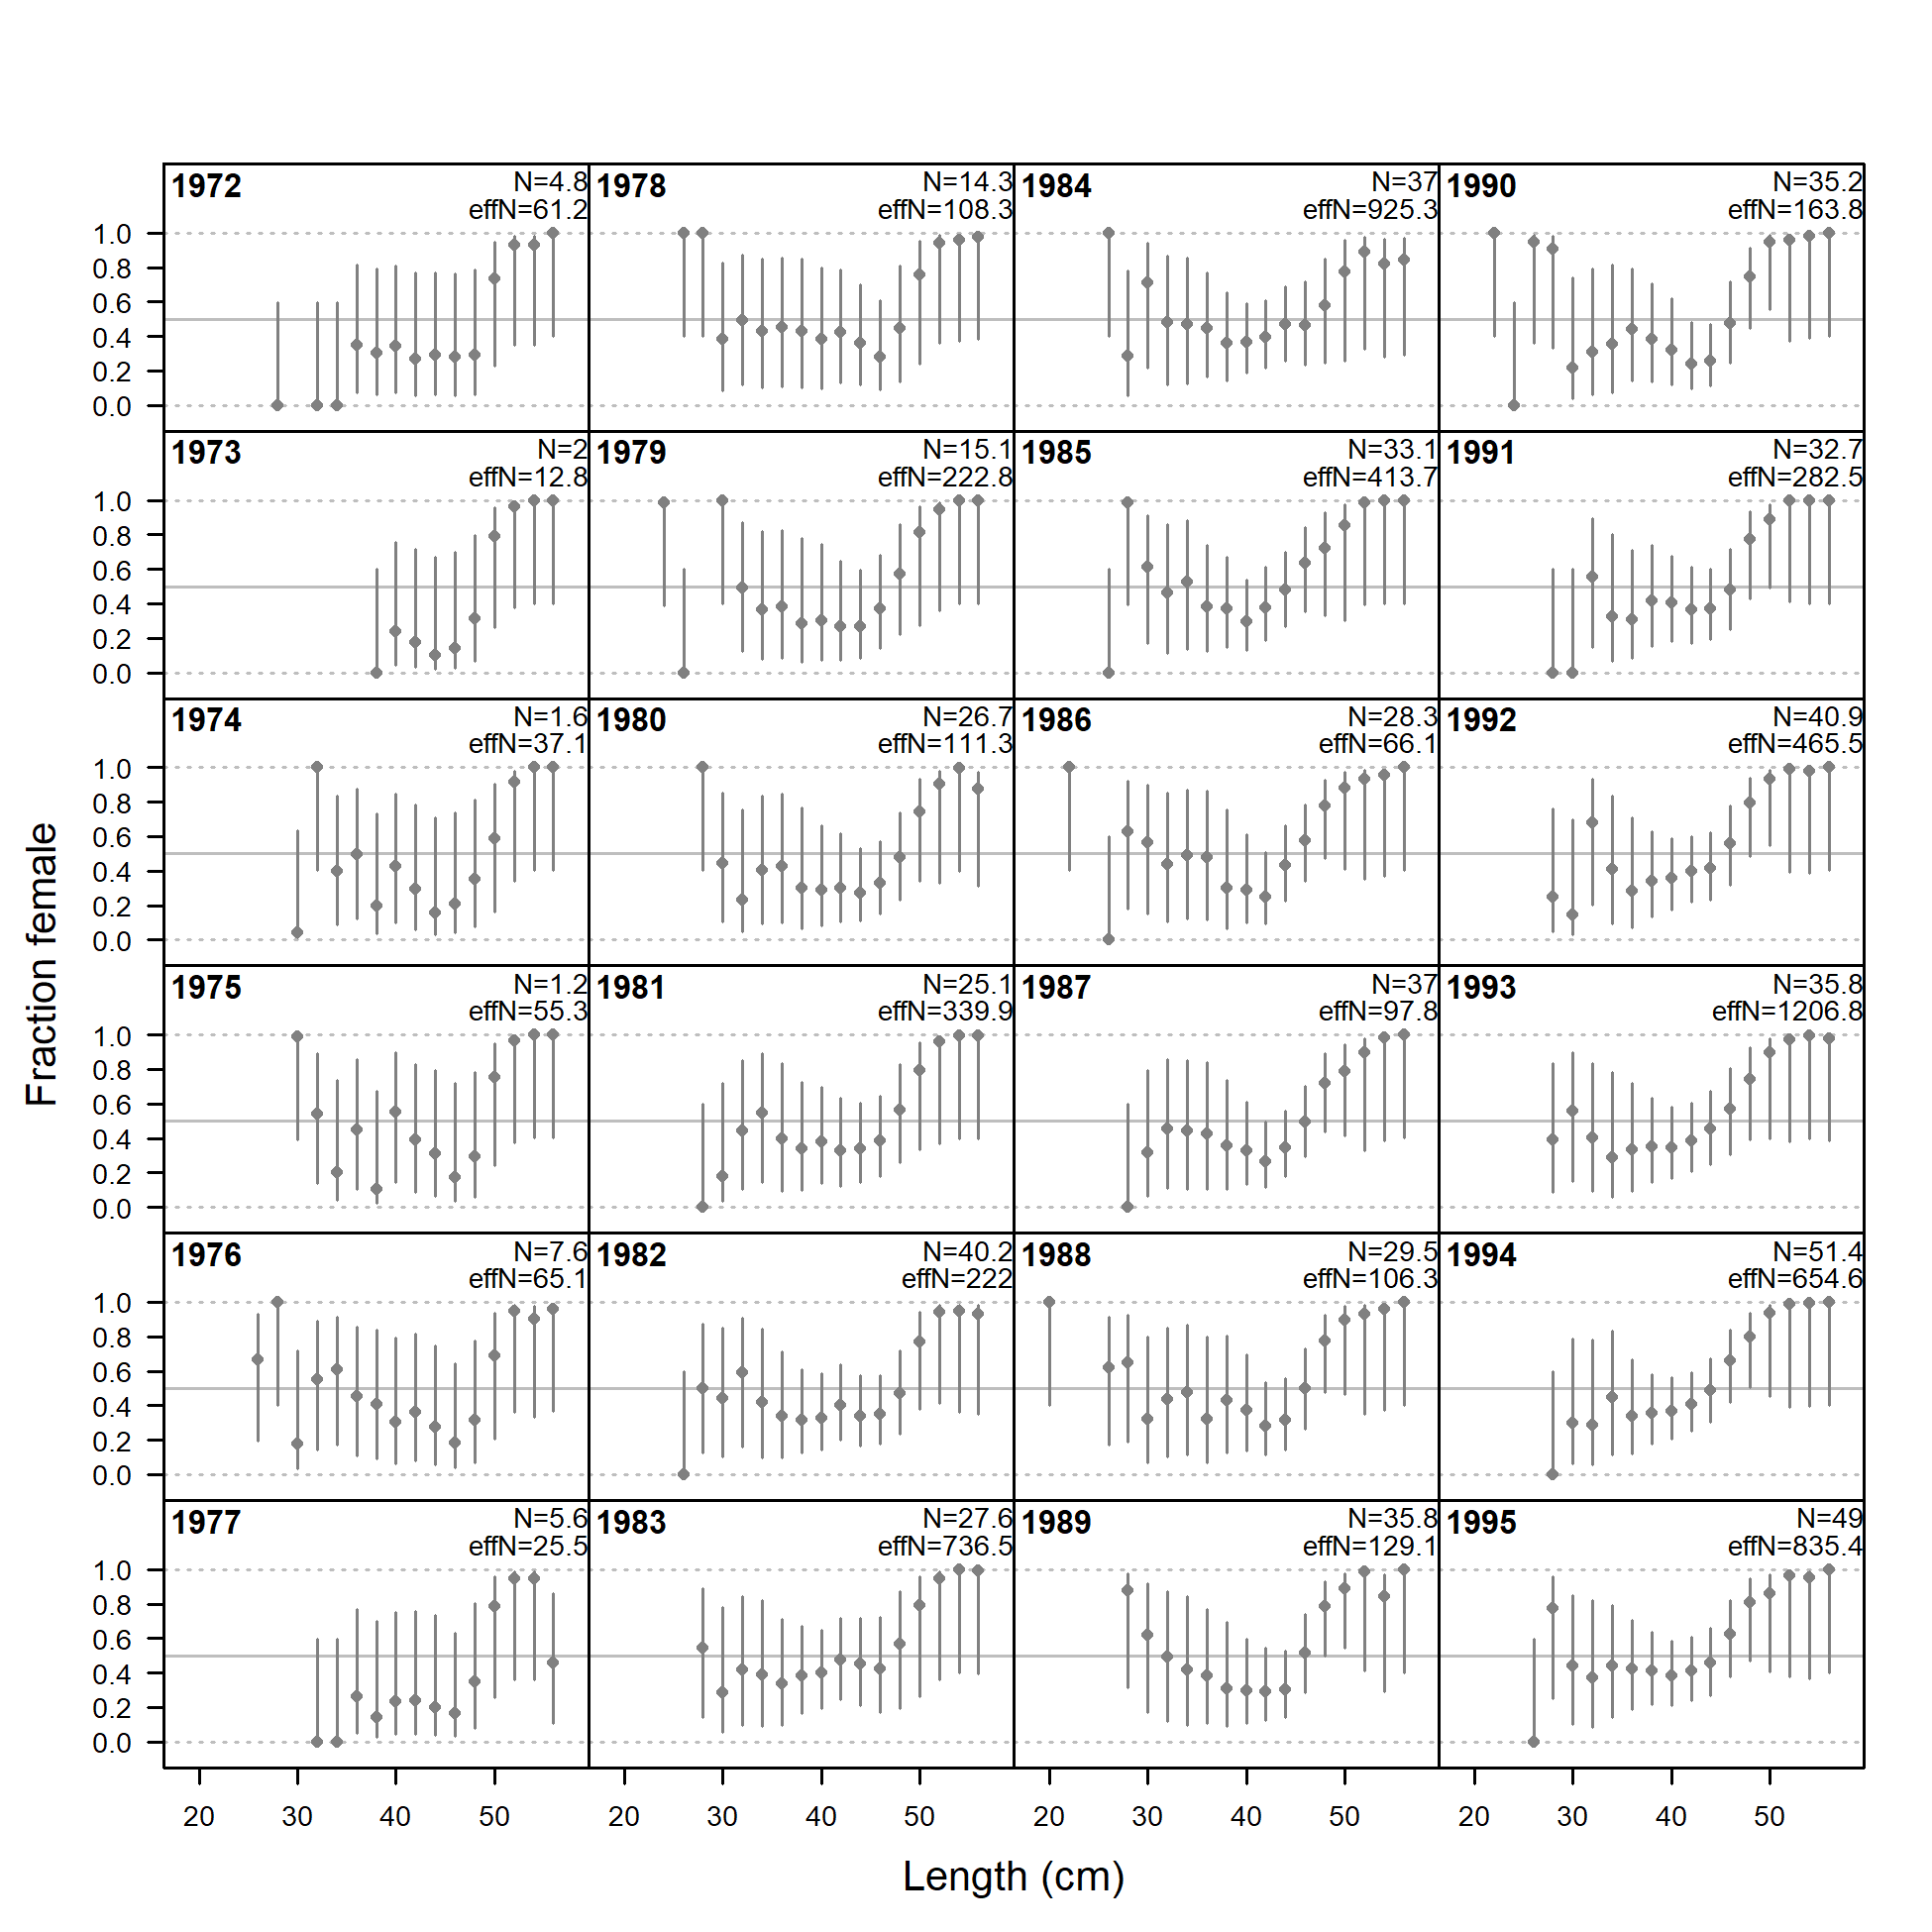 1972 N=4.8 1978 N=14.3 1984 N=37 1990 N=35.2
effN=61.2 effN=108.3 effN=925.3 effN=163.8
1.0
0.8
0.6
0.4
0.2
0.0
1973 N=2 1979 N=15.1 1985 N=33.1 1991 N=32.7
effN=12.8 effN=222.8 effN=413.7 effN=282.5
1.0
0.8
0.6
0.4
0.2
0.0
1974 N=1.6 1980 N=26.7 1986 N=28.3 1992 N=40.9
effN=37.1 effN=111.3 effN=66.1 effN=465.5
1.0
0.8
0.6
0.4
0.2
0.0
Fraction female
1975 N=1.2 1981 N=25.1 1987 N=37 1993 N=35.8
effN=55.3 effN=339.9 effN=97.8 effN=1206.8
1.0
0.8
0.6
0.4
0.2
0.0
1976 N=7.6 1982 N=40.2 1988 N=29.5 1994 N=51.4
effN=65.1 effN=222 effN=106.3 effN=654.6
1.0
0.8
0.6
0.4
0.2
0.0
1977 N=5.6 1983 N=27.6 1989 N=35.8 1995 N=49
effN=25.5 effN=736.5 effN=129.1 effN=835.4
1.0
0.8
0.6
0.4
0.2
0.0
20 30 40 50 20 30 40 50 20 30 40 50 20 30 40 50
Length (cm)